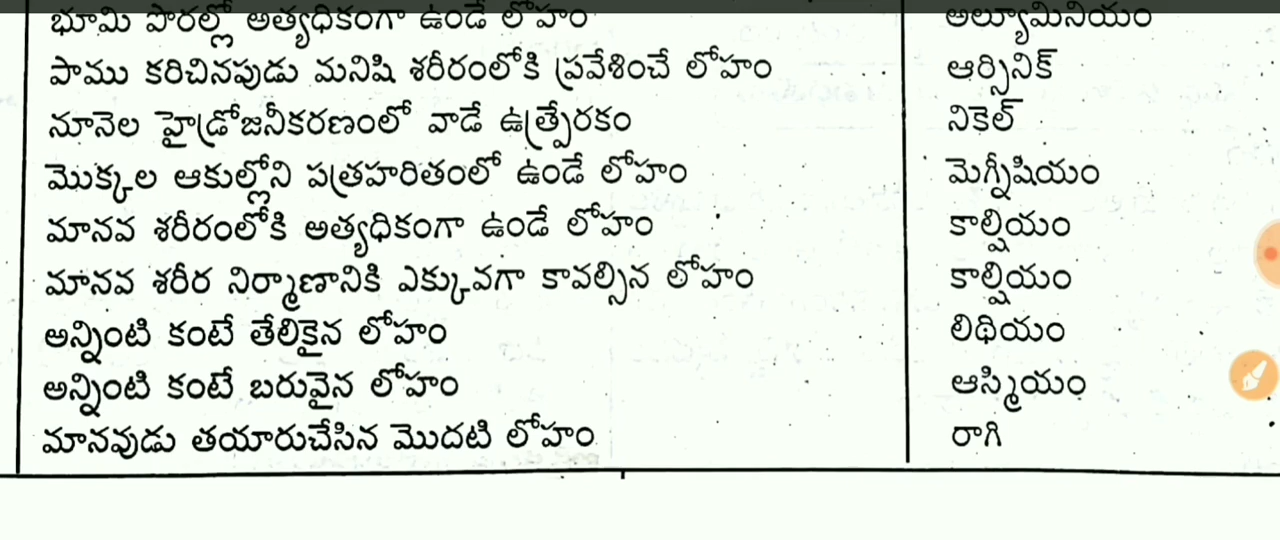 భూమి పొరల్లో అత్యధికంగా ఉండే లోహం అల్యూమినియం
పాము కరిచినపుడు మనిషి శరీరంలోకి ప్రవేశించే లోహం ఆర్సినిక్
నూనెల హైడ్రోజనీకరణంలో వాడే ఉత్ప్రేరకం నికెల్
మొక్కల ఆకుల్లోని పత్రహరితంలో ఉండే లోహం మెగ్నీషియం
మానవ శరీరంలోకి అత్యధికంగా ఉండే లోహం కాల్షియం
మానవ శరీర నిర్మాణానికి ఎక్కువగా కావల్సిన లోహం కాల్షియం
అన్నింటి కంటే తేలికైన లోహం లిథియం
అన్నింటి కంటే బరువైన లోహం ఆస్మియం
మానవుడు తయారుచేసిన మొదటి లోహం రాగి